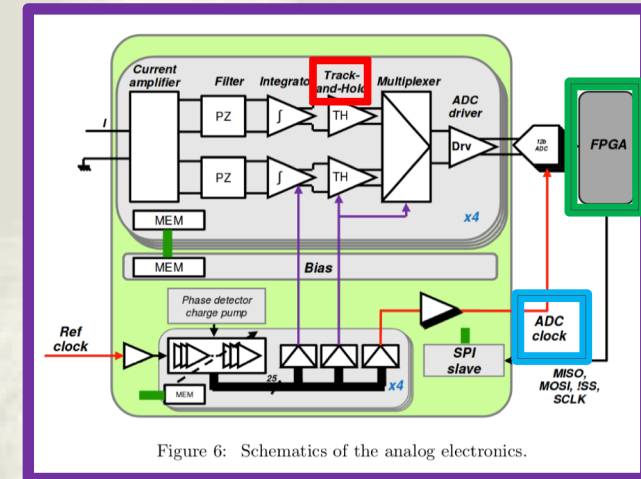 Current
amplifier
Filter
Integrato
Track-
and-Hold
Multiplexer
ADC
driver
I
PZ
∫
TH
PZ
∫
TH
Drv
12b
ADC
FPGA
x4
MEM
MEM
Bias
Phase detector
charge pump
Ref
clock
25
MEM
x4
ADC
clock
SPI
slave
MISO,
MOSI, !SS,
SCLK
Figure 6: Schematics of the analog electronics.